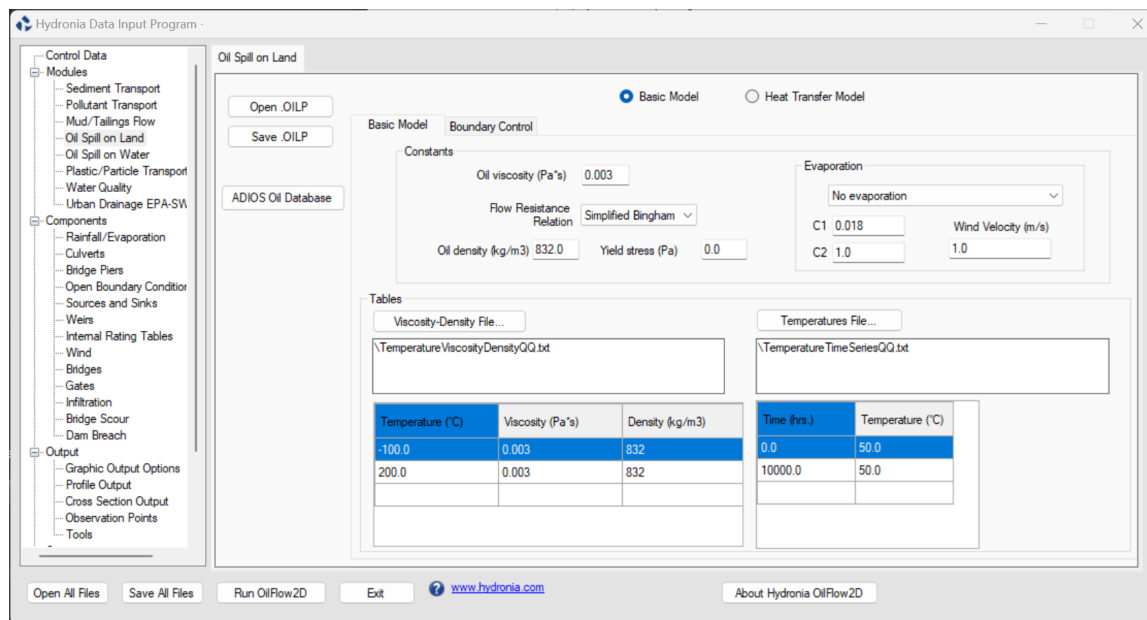 Hydronia Data Input Program -
Control Data
Modules
Sediment Transport
Pollutant Transport
Mud/Tailings Flow
Oil Spill on Land
Oil Spill on Water
Plastic/Particle Transport
Water Quality
Urban Drainage EPA-SW
Components
Rainfall/Evaporation
Culverts
Bridge Piers
Open Boundary Condition
Sources and Sinks
Weirs
Internal Rating Tables
Wind
Bridges
Gates
Infiltration
Bridge Scour
Dam Breach
Output
Graphic Output Options
Profile Output
Cross Section Output
Observation Points
Tools
Oil Spill on Land
Open .OILP
Save .OILP
ADIOS Oil Database
Basic Model Heat Transfer Model
Basic Model Boundary Control
Constants
Oil viscosity (Pa*s) 0.003
Flow Resistance
Relation Simplified Bingham
Oil density (kg/m3) 832.0 Yield stress (Pa) 0.0
Evaporation
No evaporation
C1 0.018 Wind Velocity (m/s)
C2 1.0 1.0
Tables
Viscosity-Density File...
\TemperatureViscosityDensityQQ.txt
Temperature (°C) Viscosity (Pa*s) Density (kg/m3)
-100.0 0.003 832
200.0 0.003 832
Temperatures File...
\TemperatureTimeSeriesQQ.txt
Time (hrs.) Temperature (°C)
0.0 50.0
10000.0 50.0
Open All Files Save All Files Run OilFlow2D Exit ? www.hydronia.com About Hydronia OilFlow2D